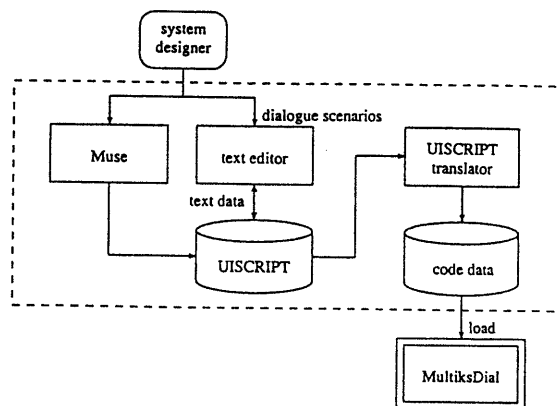 system
designer
dialogue scenarios
Muse
text editor
UISCRIPT
translator
text data
UISCRIPT
code data
load
MultiksDial